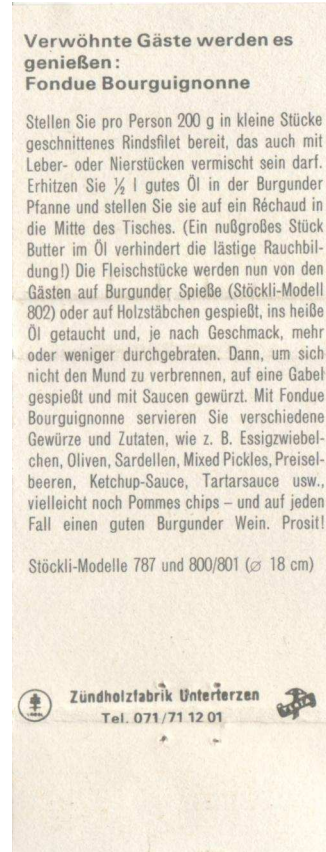 Verwöhnte Gäste werden es
genießen:
Fondue Bourguignonne
Stellen Sie pro Person 200 g in kleine Stücke
geschnittenes Rindsfilet bereit, das auch mit
Leber- oder Nierstücken vermischt sein darf.
Erhitzen Sie ½ l gutes Öl in der Burgunder
Pfanne und stellen Sie sie auf ein Réchaud in
die Mitte des Tisches. (Ein nußgroßes Stück
Butter im Öl verhindert die lästige Rauchbil-
dung!) Die Fleischstücke werden nun von den
Gästen auf Burgunder Spieße (Stöckli-Modell
802) oder auf Holzstäbchen gespießt, ins heiße
Öl getaucht und, je nach Geschmack, mehr
oder weniger durchgebraten. Dann, um sich
nicht den Mund zu verbrennen, auf eine Gabel
gespießt und mit Saucen gewürzt. Mit Fondue
Bourguignonne servieren Sie verschiedene
Gewürze und Zutaten, wie z. B. Essigzwiebel-
chen, Oliven, Sardellen, Mixed Pickles, Preisel-
beeren, Ketchup-Sauce, Tartarsauce usw.,
vielleicht noch Pommes chips – und auf jeden
Fall einen guten Burgunder Wein. Prosit!
Stöckli-Modelle 787 und 800/801 (⌀ 18 cm)
Zündholzfabrik Unterterzen
Tel. 071/71 12 01